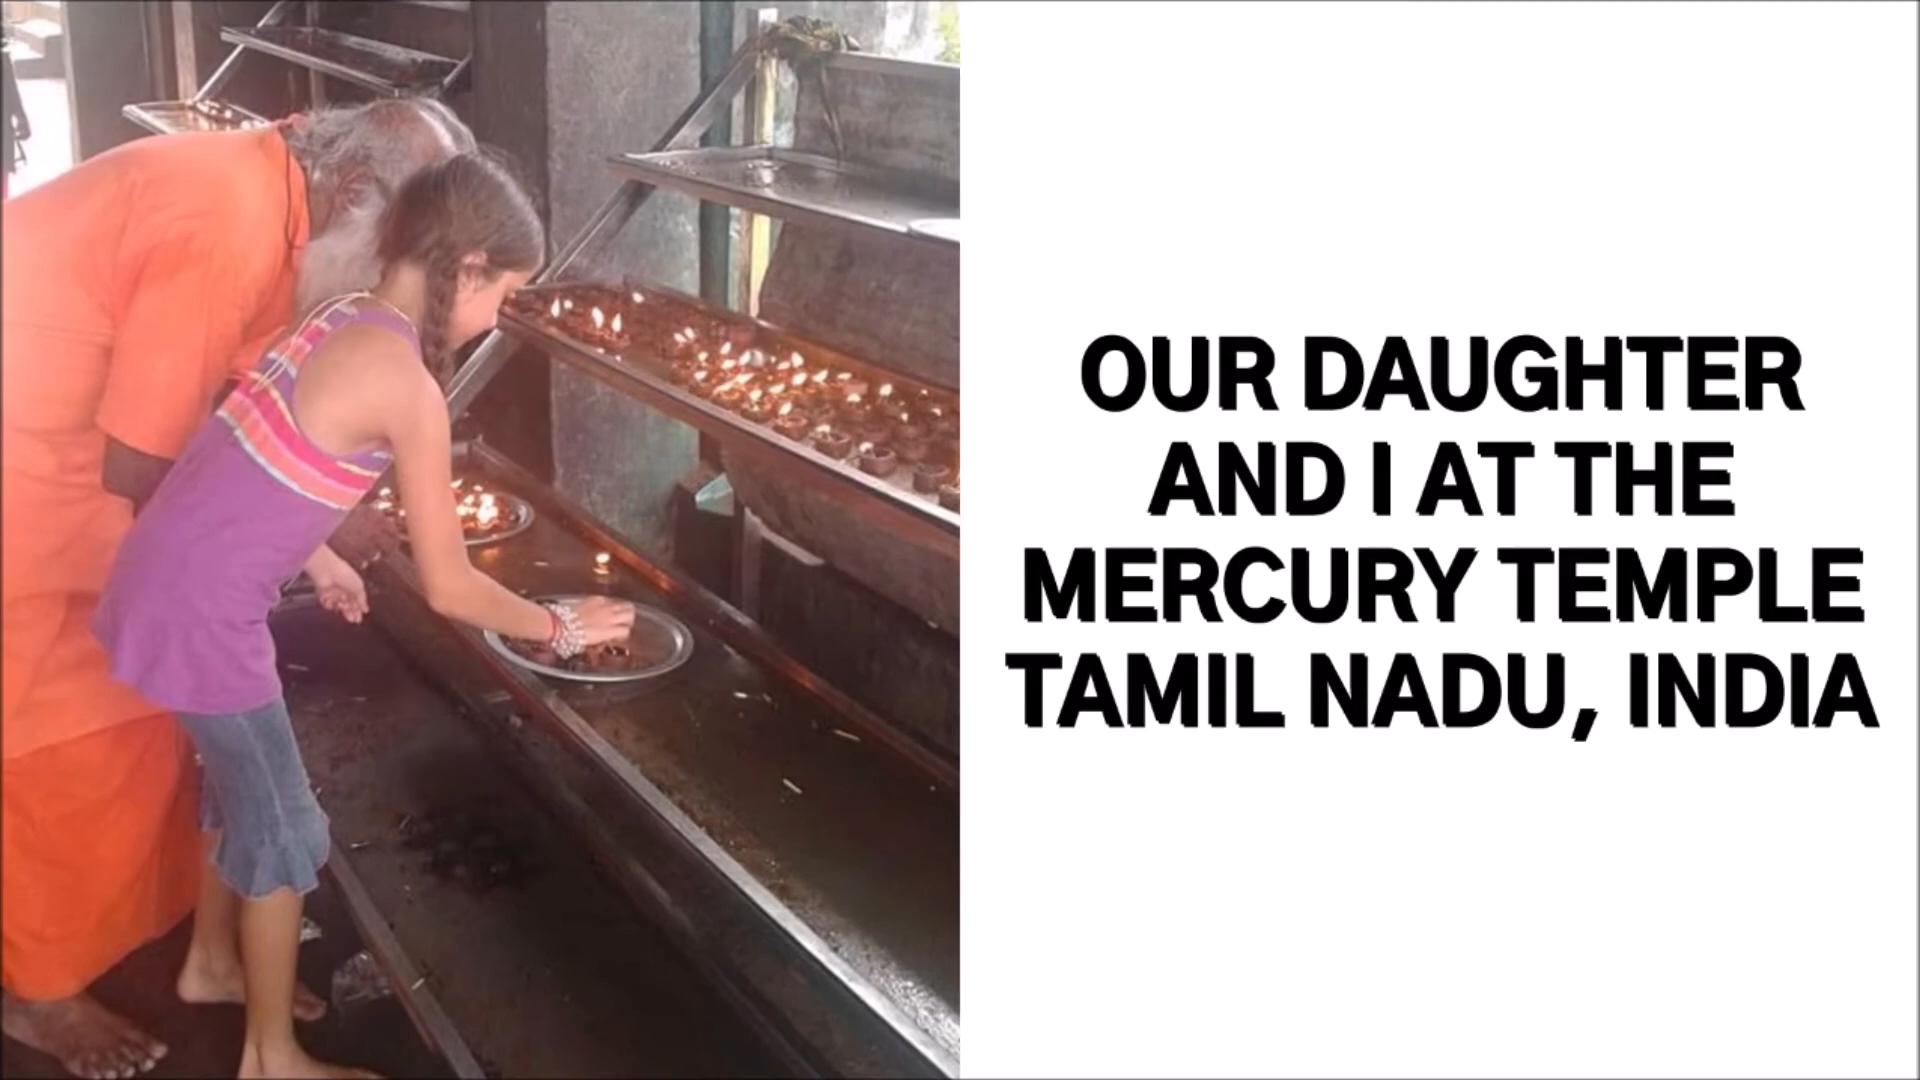 OUR DAUGHTER
AND I AT THE
MERCURY TEMPLE
TAMIL NADU, INDIA